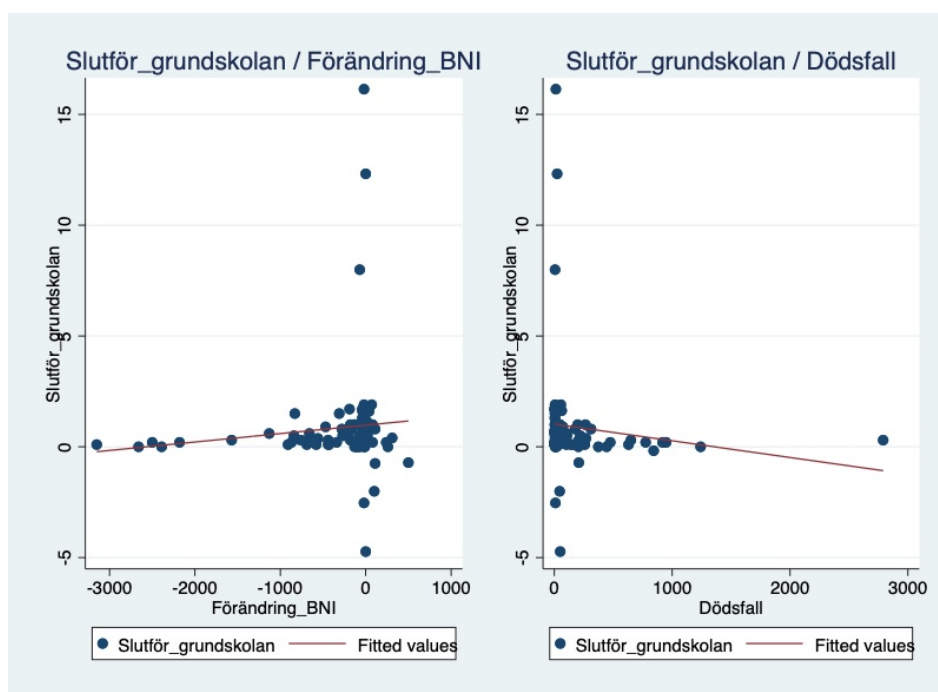 Slutför_grundskolan / Förändring_BNI
Slutför_grundskolan
15
10
5
0
-5
-3000 -2000 -1000 0 1000
Förändring_BNI
Slutför_grundskolan Fitted values
Slutför_grundskolan / Dödsfall
Slutför_grundskolan
15
10
5
0
-5
0 1000 2000 3000
Dödsfall
Slutför_grundskolan Fitted values